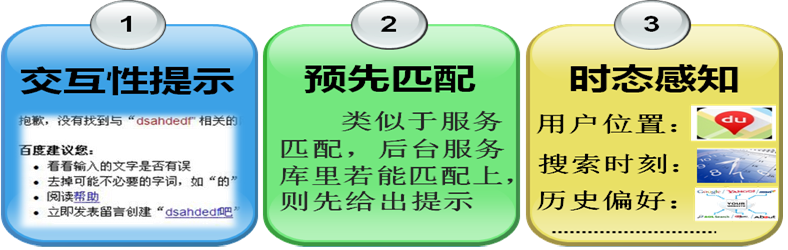 1
交互性提示
抱歉，没有找到与“dsahdedf”相关的
百度建议您：
看看输入的文字是否有误
去掉可能不必要的字词，如“的”
阅读帮助
立即发表留言创建“dsahdedf吧”
2
预先匹配
类似于服务
匹配，后台服务
库里若能匹配上，
则先给出提示
3
时态感知
用户位置：
du
搜索时刻：
历史偏好：
Google YAHOO!
YOUR
About